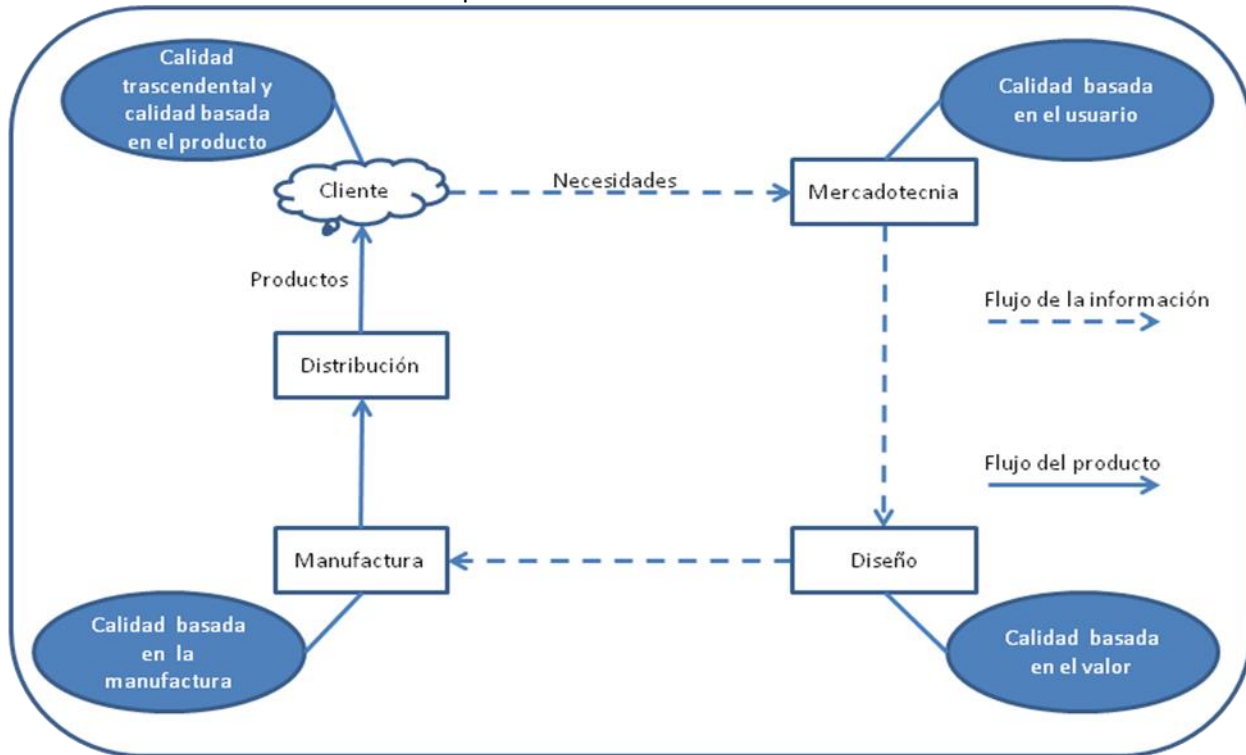 Calidad
trascendental y
calidad basada
en el producto
Calidad basada
en el usuario
Cliente
Necesidades
Mercadotecnia
Productos
Flujo de la información
Distribución
Flujo del producto
Manufactura
Diseño
Calidad basada
en la
manufactura
Calidad basada
en el valor